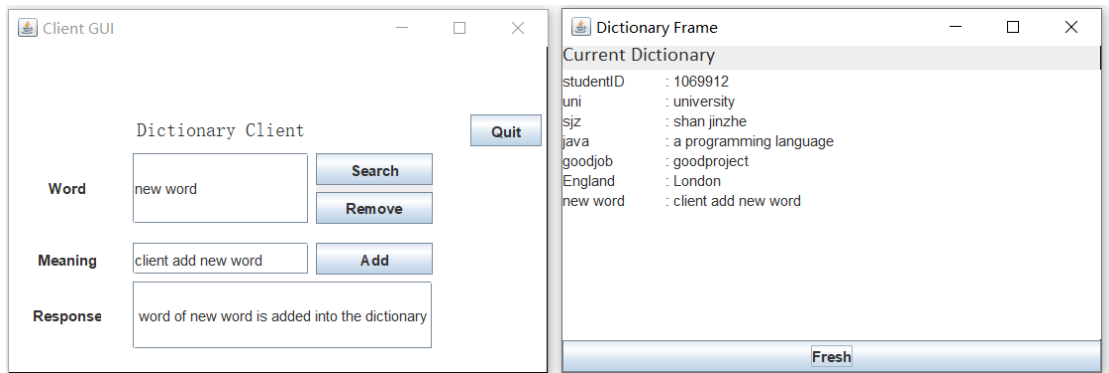 Client GUI
Dictionary Client
Quit
Word
new word
Search
Remove
Meaning
client add new word
Add
Response
word of new word is added into the dictionary
Dictionary Frame
Current Dictionary
studentID : 1069912
uni : university
sjz : shan jinzhe
java : a programming language
goodjob : goodproject
England : London
new word : client add new word
Fresh